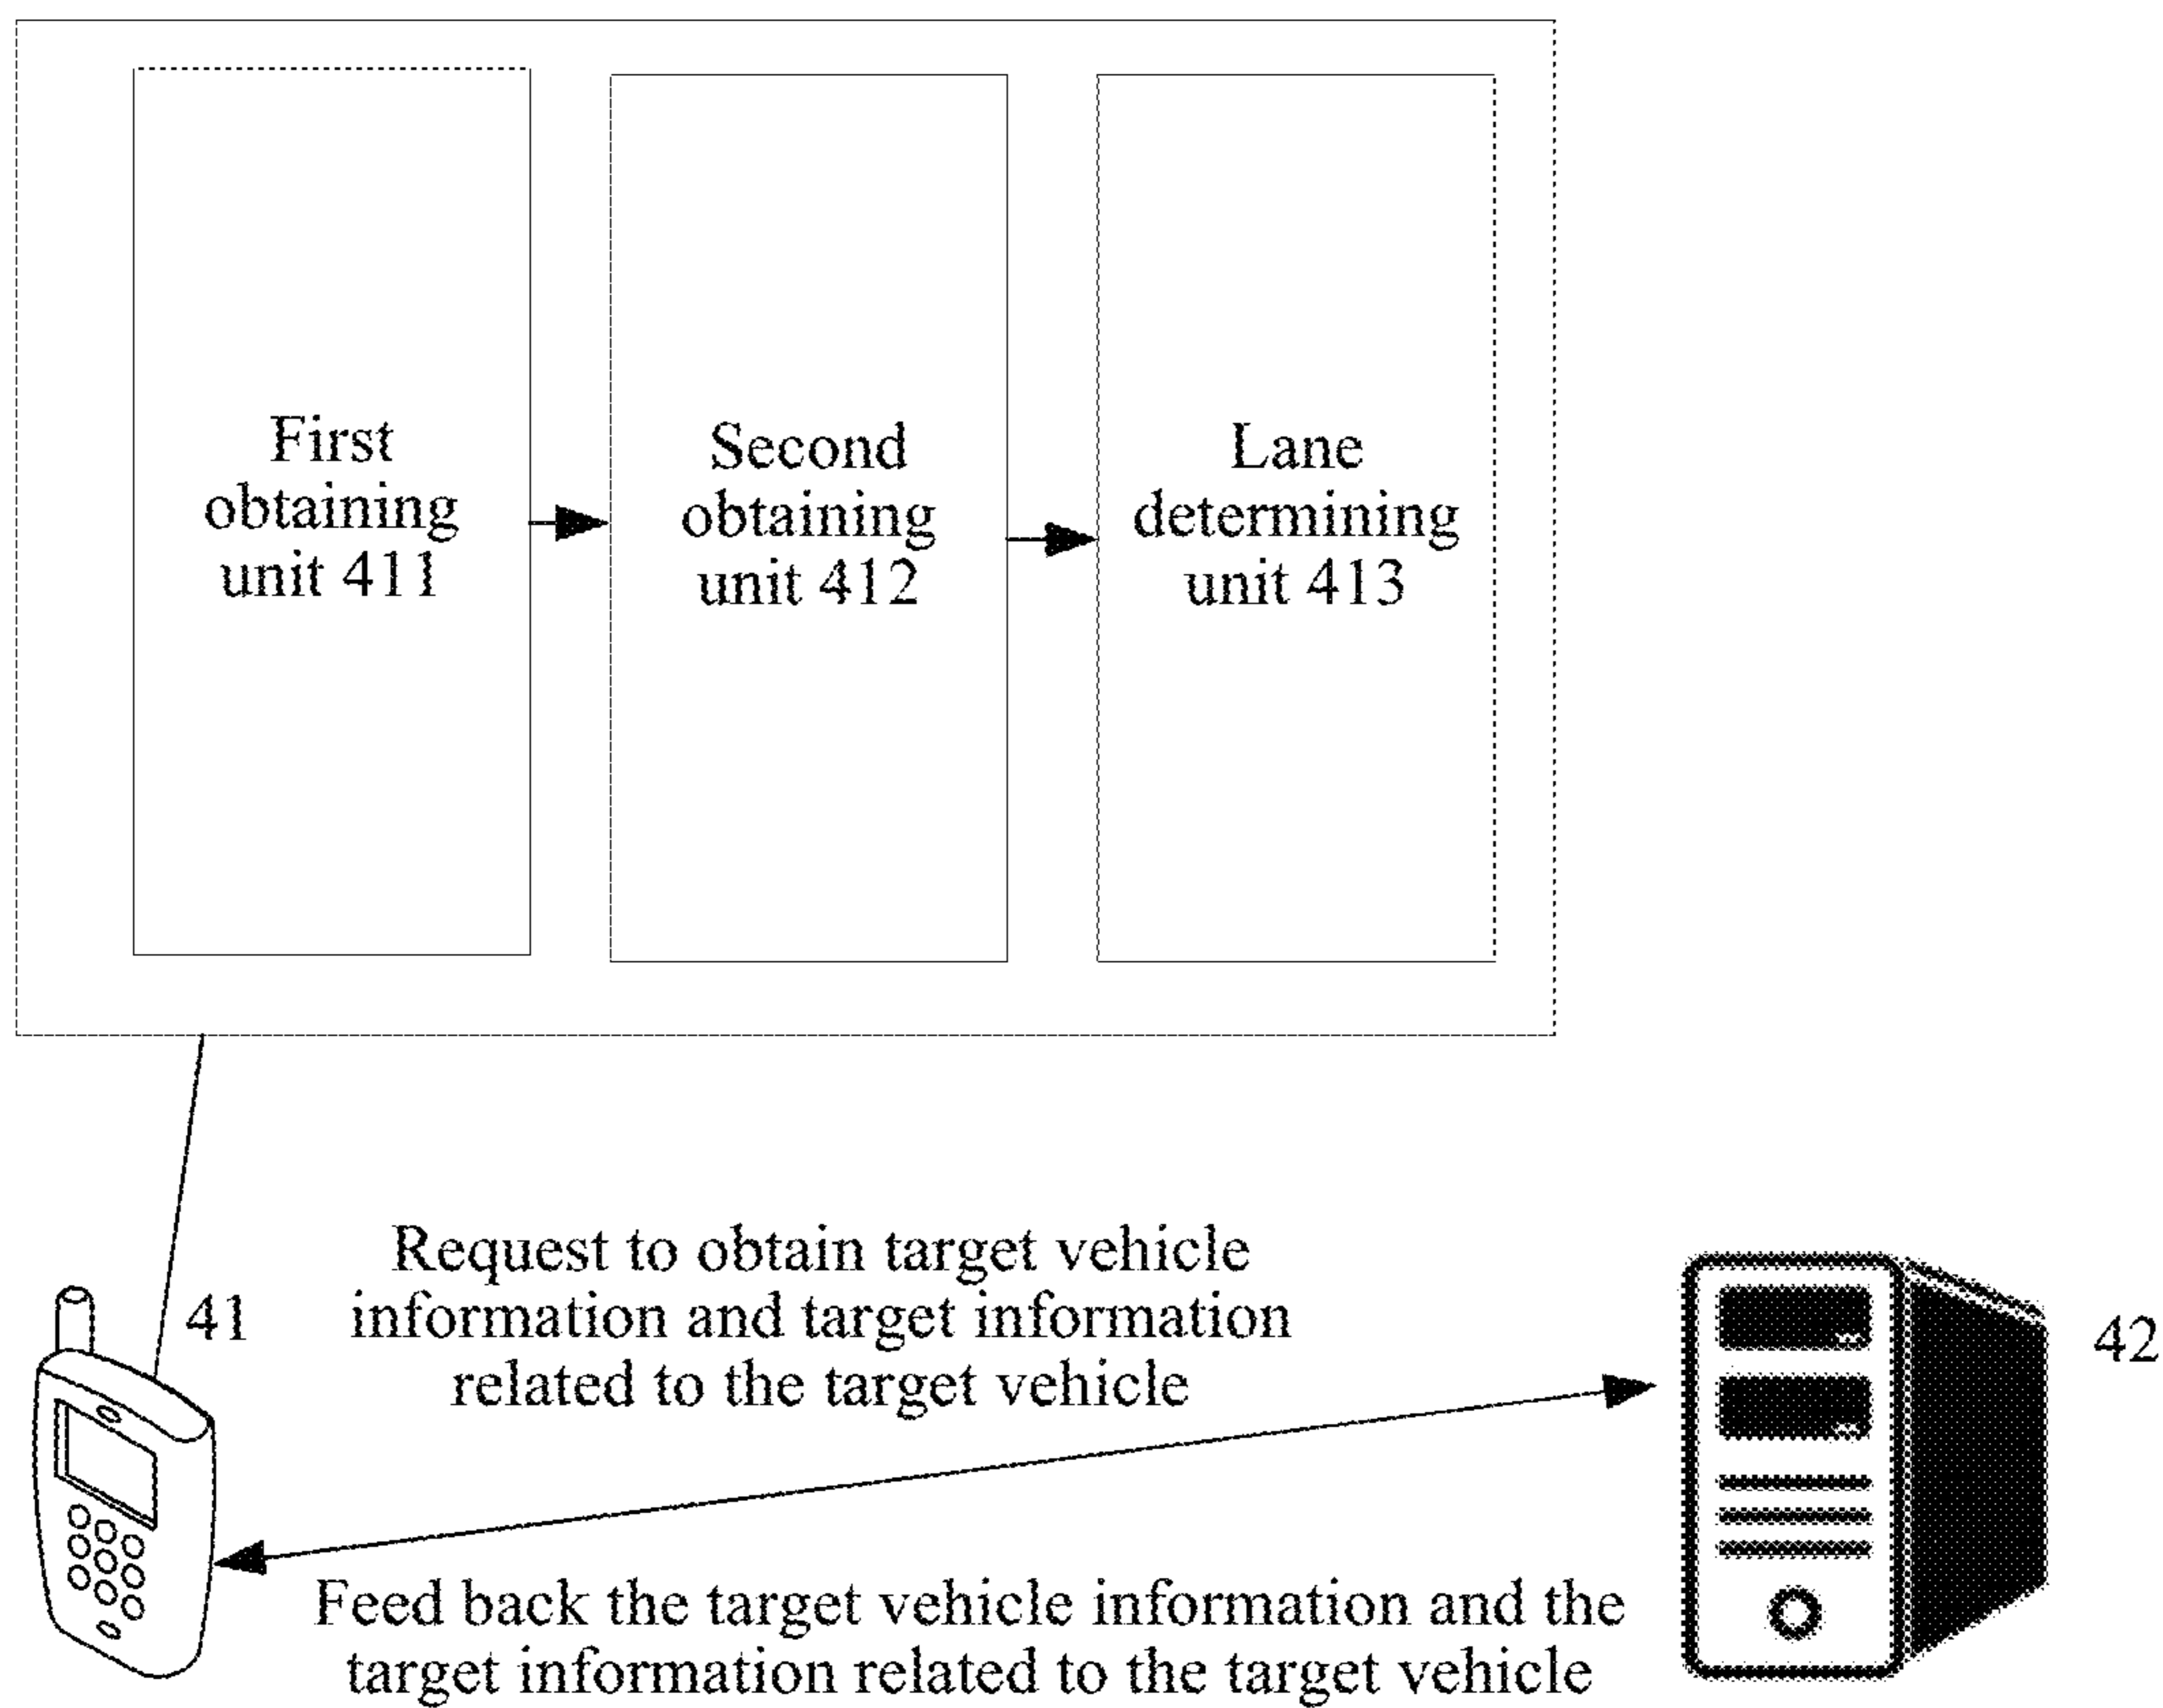 First
obtaining
unit 411
Second
obtaining
unit 412
Lane
determining
unit 413
41
Request to obtain target vehicle
information and target information
related to the target vehicle
42
Feed back the target vehicle information and the
target information related to the target vehicle